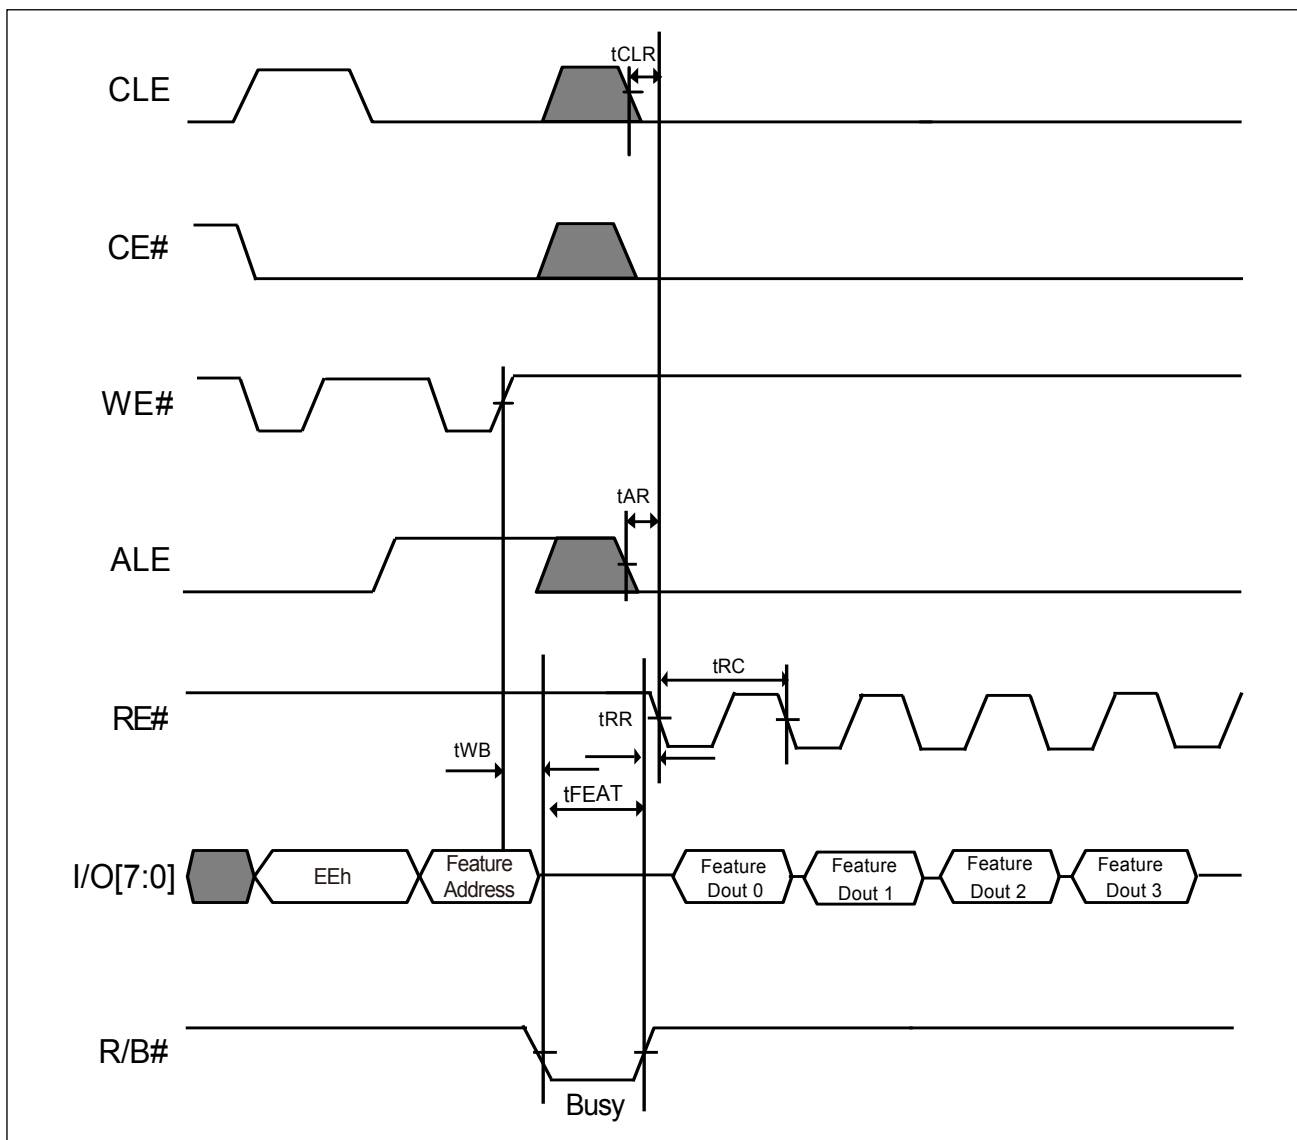 tCLR
CLE
CE#
WE#
tAR
ALE
tRC
RE#
tRR
tWB
tFEAT
I/O[7:0]
EEh
Feature
Address
Feature
Dout 0
Feature
Dout 1
Feature
Dout 2
Feature
Dout 3
R/B#
Busy